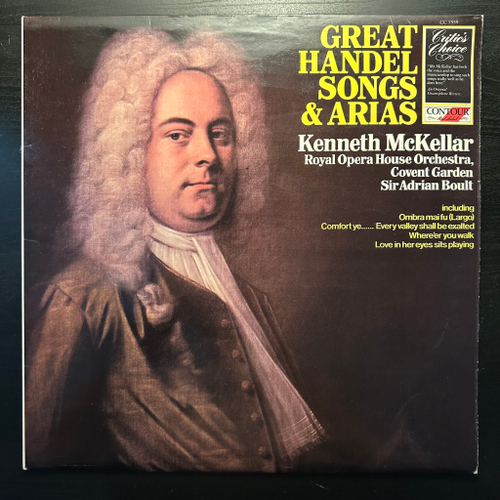 GREAT
HANDEL
SONGS
& ARIAS
CC 7559
Critic's
Choice
CONTOUR
Kenneth McKellar
Royal Opera House Orchestra,
Covent Garden
Sir Adrian Boult
including
Ombra mai fu (Largo)
Comfort ye...... Every valley shall be exalted
Where'er you walk
Love in her eyes sits playing